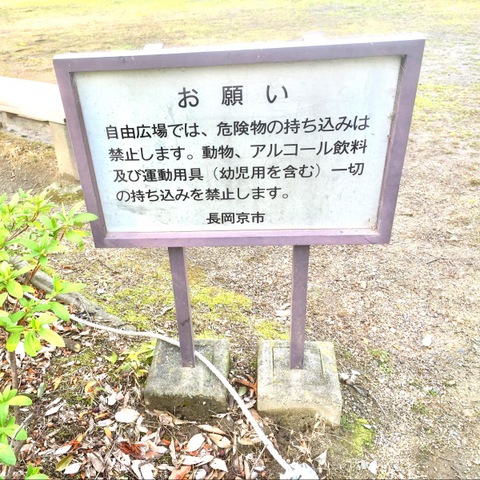 お願い
自由広場では、危険物の持ち込みは
禁止します。動物、アルコール飲料
及び運動用具（幼児用を含む）一切
の持ち込みを禁止します。
長岡京市